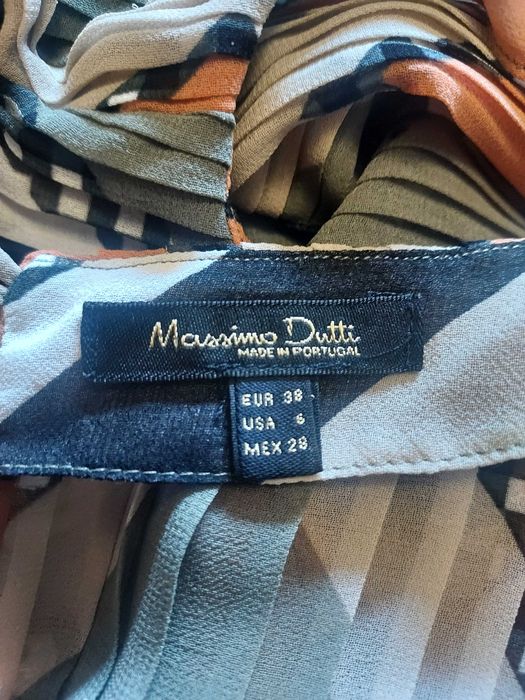 Massimo Dutti
MADE IN PORTUGAL
EUR 38
USA 6
MEX 28